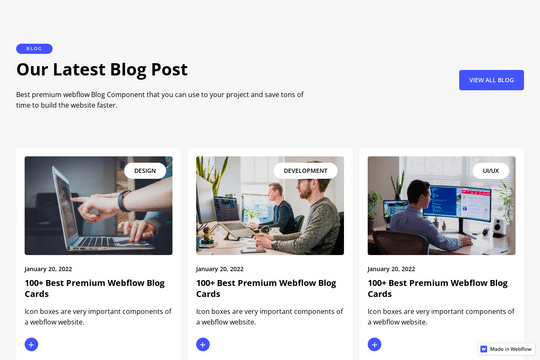 BLOG
Our Latest Blog Post
Best premium webflow Blog Component that you can use to your project and save tons of
time to build the website faster.
VIEW ALL BLOG
DESIGN
January 20, 2022
100+ Best Premium Webflow Blog
Cards
Icon boxes are very important components of
a webflow website.
+
DEVELOPMENT
January 20, 2022
100+ Best Premium Webflow Blog
Cards
Icon boxes are very important components of
a webflow website.
+
UI/UX
January 20, 2022
100+ Best Premium Webflow Blog
Cards
Icon boxes are very important components of
a webflow website.
+
Made in Webflow